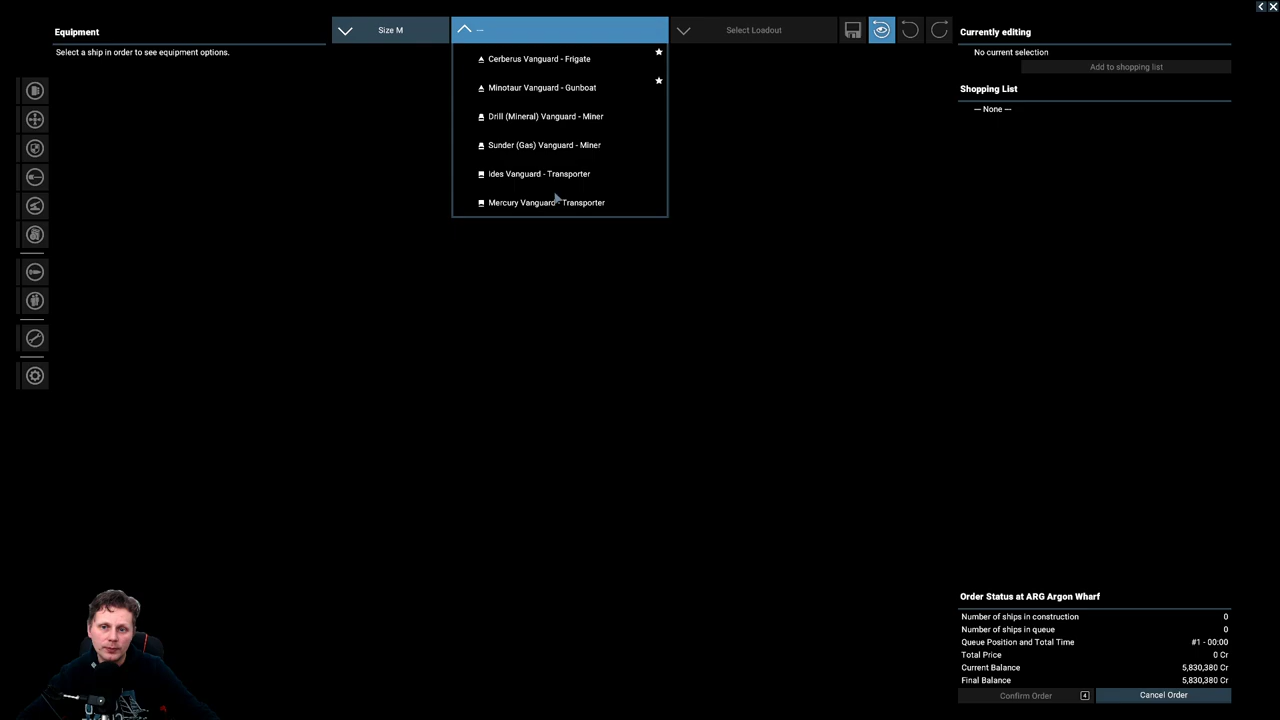 Equipment
Select a ship in order to see equipment options.
Size M
—
Select Loadout
Cerberus Vanguard - Frigate
Minotaur Vanguard - Gunboat
Drill (Mineral) Vanguard - Miner
Sunder (Gas) Vanguard - Miner
Ides Vanguard - Transporter
Mercury Vanguard - Transporter
Currently editing
No current selection
Add to shopping list
Shopping List
— None —
Order Status at ARG Argon Wharf
Number of ships in construction 0
Number of ships in queue 0
Queue Position and Total Time #1 - 00:00
Total Price 0 Cr
Current Balance 5,830,380 Cr
Final Balance 5,830,380 Cr
Confirm Order 4
Cancel Order